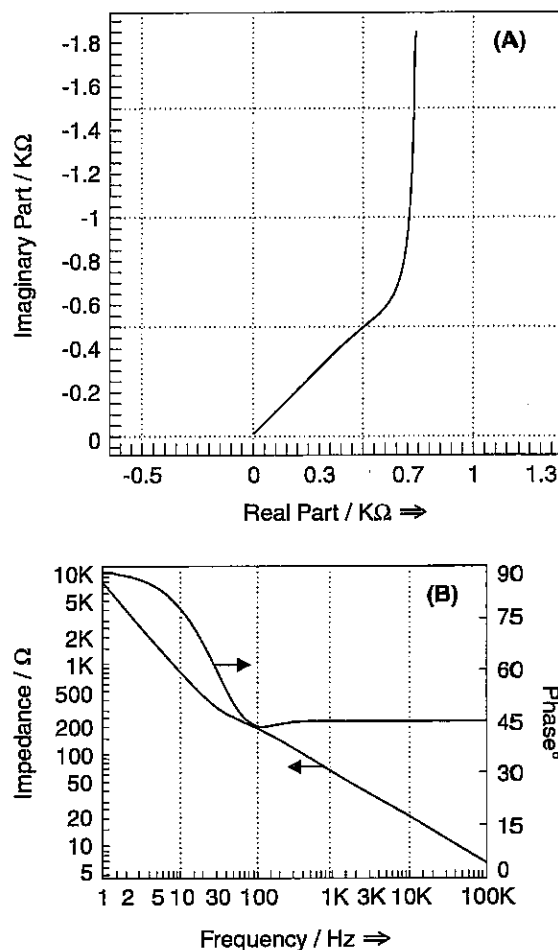 (A)
Imaginary Part / KΩ
-1.8
-1.6
-1.4
-1.2
-1
-0.8
-0.6
-0.4
-0.2
0
-0.5 0 0.3 0.7 1 1.3
Real Part / KΩ ⇒
(B)
Impedance / Ω
10K
5K
2K
1K
500
200
100
50
20
10
5
90
75
60
45
30
15
0
Phase°
1 2 5 10 30 100 1K 3K 10K 100K
Frequency / Hz ⇒